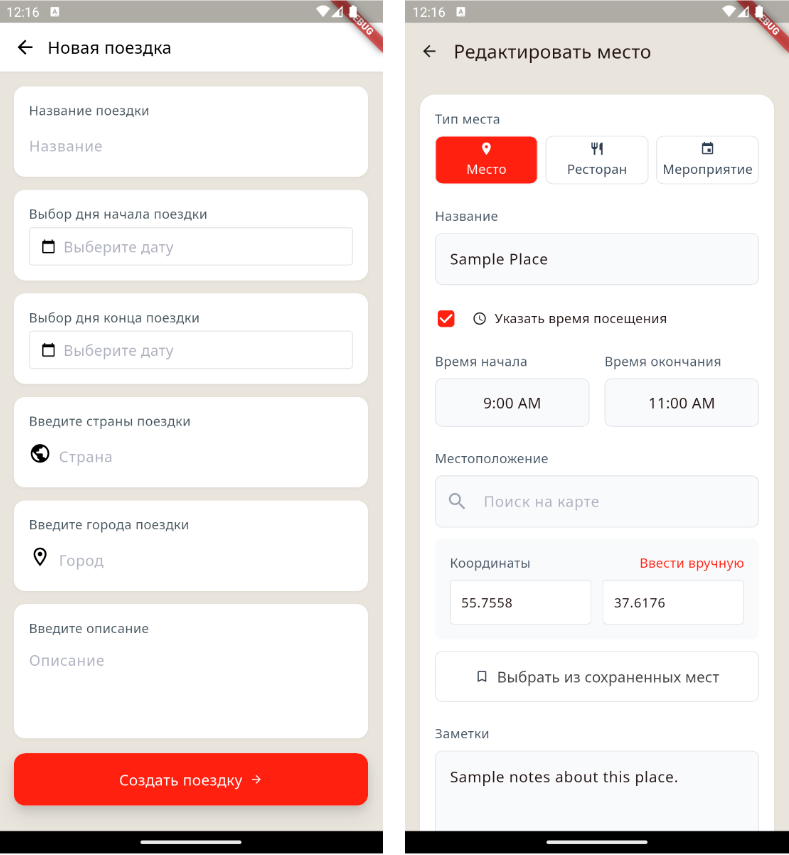 12:16
DEBUG
Новая поездка
Название поездки
Название
Выбор дня начала поездки
Выберите дату
Выбор дня конца поездки
Выберите дату
Введите страны поездки
Страна
Введите города поездки
Город
Введите описание
Описание
Создать поездку →
12:16
DEBUG
Редактировать место
Тип места
Место
Ресторан
Мероприятие
Название
Sample Place
Указать время посещения
Время начала
Время окончания
9:00 AM
11:00 AM
Местоположение
Поиск на карте
Координаты
Ввести вручную
55.7558
37.6176
Выбрать из сохраненных мест
Заметки
Sample notes about this place.